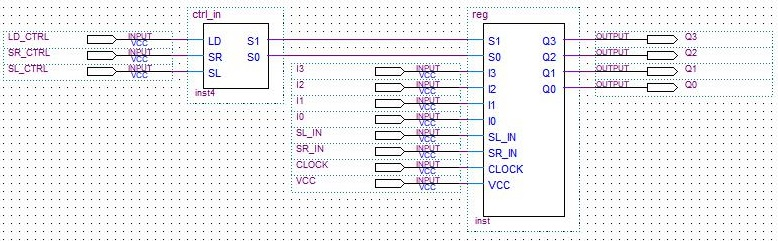 ctrl_in reg
LD_CTRL INPUT VCC LD S1 S1 Q3 OUTPUT Q3
SR_CTRL INPUT VCC SR S0 S0 Q2 OUTPUT Q2
SL_CTRL INPUT VCC SL I3 INPUT VCC I3 Q1 OUTPUT Q1
inst4 I2 INPUT VCC I2 Q0 OUTPUT Q0
I1 INPUT VCC I1
I0 INPUT VCC I0
SL_IN INPUT VCC SL_IN
SR_IN INPUT VCC SR_IN
CLOCK INPUT VCC CLOCK
VCC INPUT VCC VCC
inst